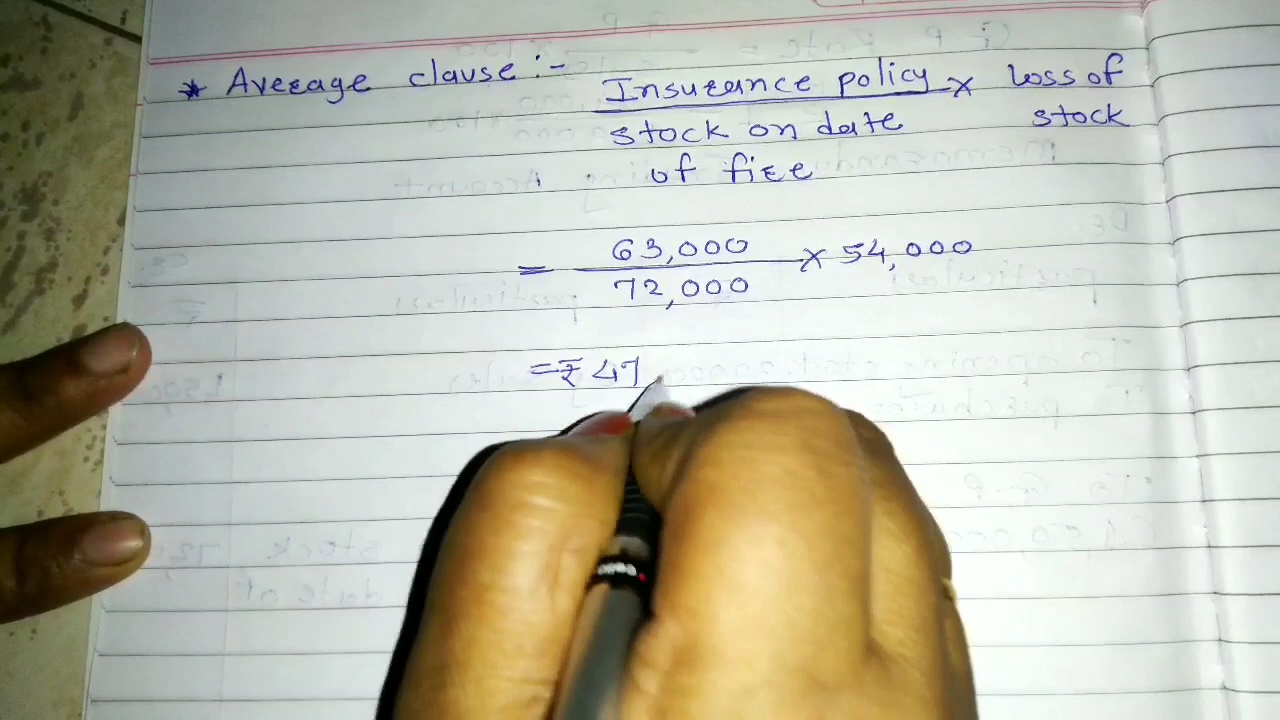 * Average clause :- Insurance policy × Loss of stock
stock on date
of fire
= 63,000 × 54,000
72,000
= ₹ 47